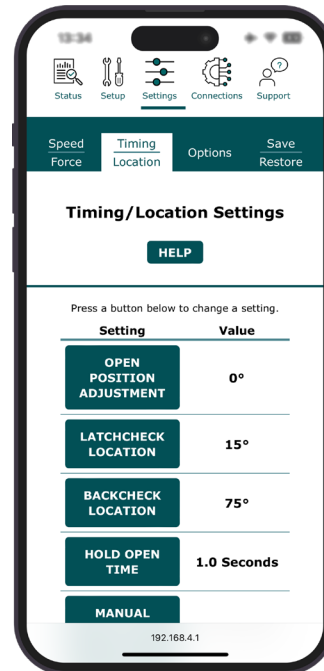 13:34
Status Setup Settings Connections Support
Speed
Force
Timing
Location
Options
Save
Restore
Timing/Location Settings
HELP
Press a button below to change a setting.
Setting Value
OPEN
POSITION
ADJUSTMENT
0°
LATCHCHECK
LOCATION
15°
BACKCHECK
LOCATION
75°
HOLD OPEN
TIME
1.0 Seconds
MANUAL
192.168.4.1